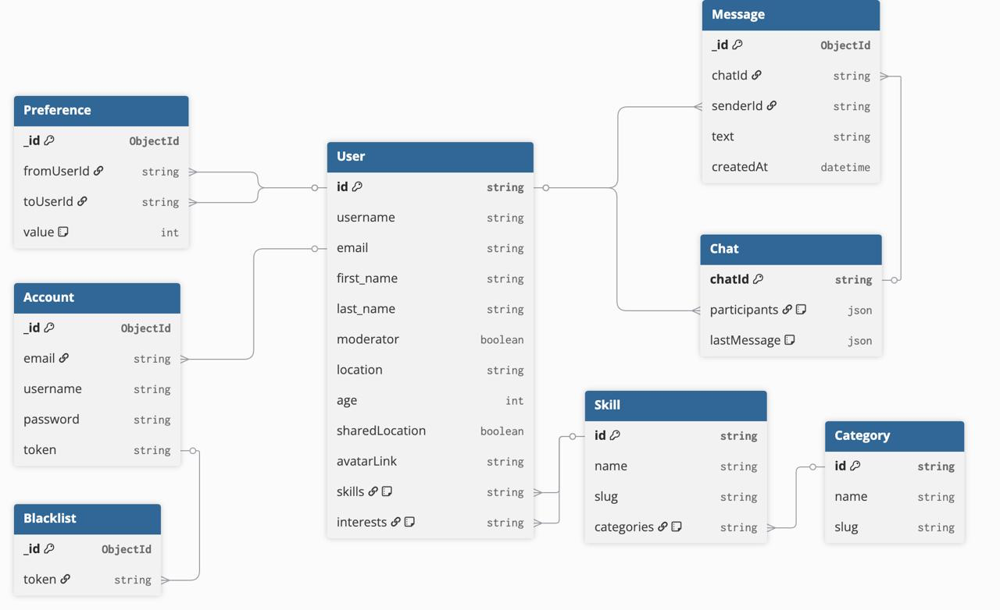 Message
_id ObjectId
chatId string
senderId string
text string
createdAt datetime
Preference
_id ObjectId
fromUserId string
toUserId string
value int
User
id string
username string
email string
first_name string
last_name string
moderator boolean
location string
age int
sharedLocation boolean
avatarLink string
skills string
interests string
Chat
chatId string
participants json
lastMessage json
Account
_id ObjectId
email string
username string
password string
token string
Skill
id string
name string
slug string
categories string
Category
id string
name string
slug string
Blacklist
_id ObjectId
token string